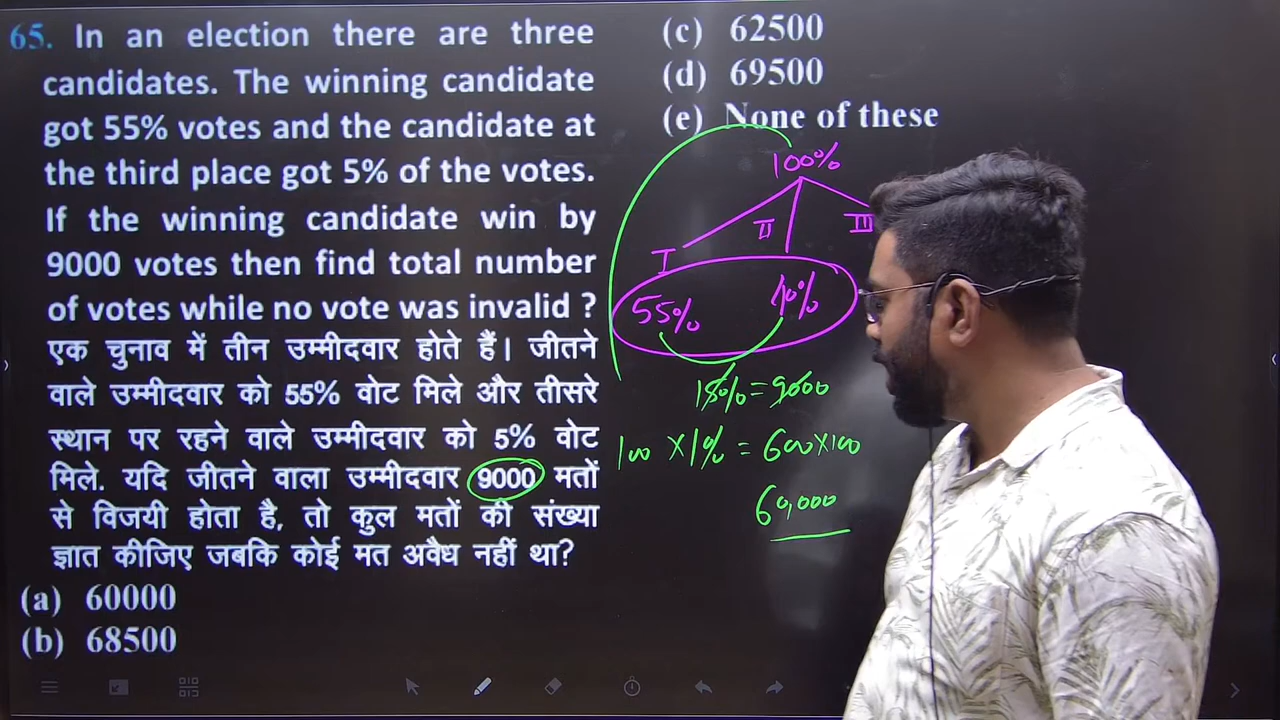 65. In an election there are three
candidates. The winning candidate
got 55% votes and the candidate at
the third place got 5% of the votes.
If the winning candidate win by
9000 votes then find total number
of votes while no vote was invalid ?
एक चुनाव में तीन उम्मीदवार होते हैं। जीतने
वाले उम्मीदवार को 55% वोट मिले और तीसरे
स्थान पर रहने वाले उम्मीदवार को 5% वोट
मिले. यदि जीतने वाला उम्मीदवार 9000 मतों
से विजयी होता है, तो कुल मतों की संख्या
ज्ञात कीजिए जबकि कोई मत अवैध नहीं था?
(a) 60000
(b) 68500
(c) 62500
(d) 69500
(e) None of these
100%
I II III
55% 40%
15% = 9000
100 X 1% = 600 X 100
60,000